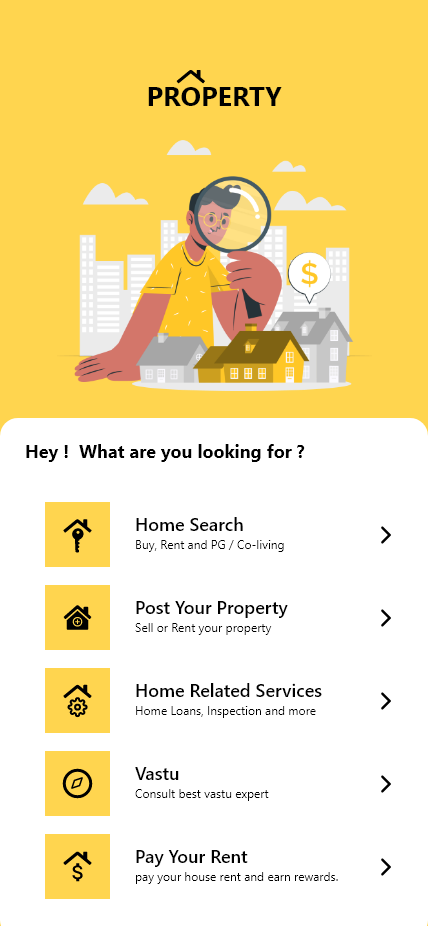 PROPERTY
$
Hey !  What are you looking for ?
Home Search
Buy, Rent and PG / Co-living
Post Your Property
Sell or Rent your property
Home Related Services
Home Loans, Inspection and more
Vastu
Consult best vastu expert
Pay Your Rent
pay your house rent and earn rewards.
$